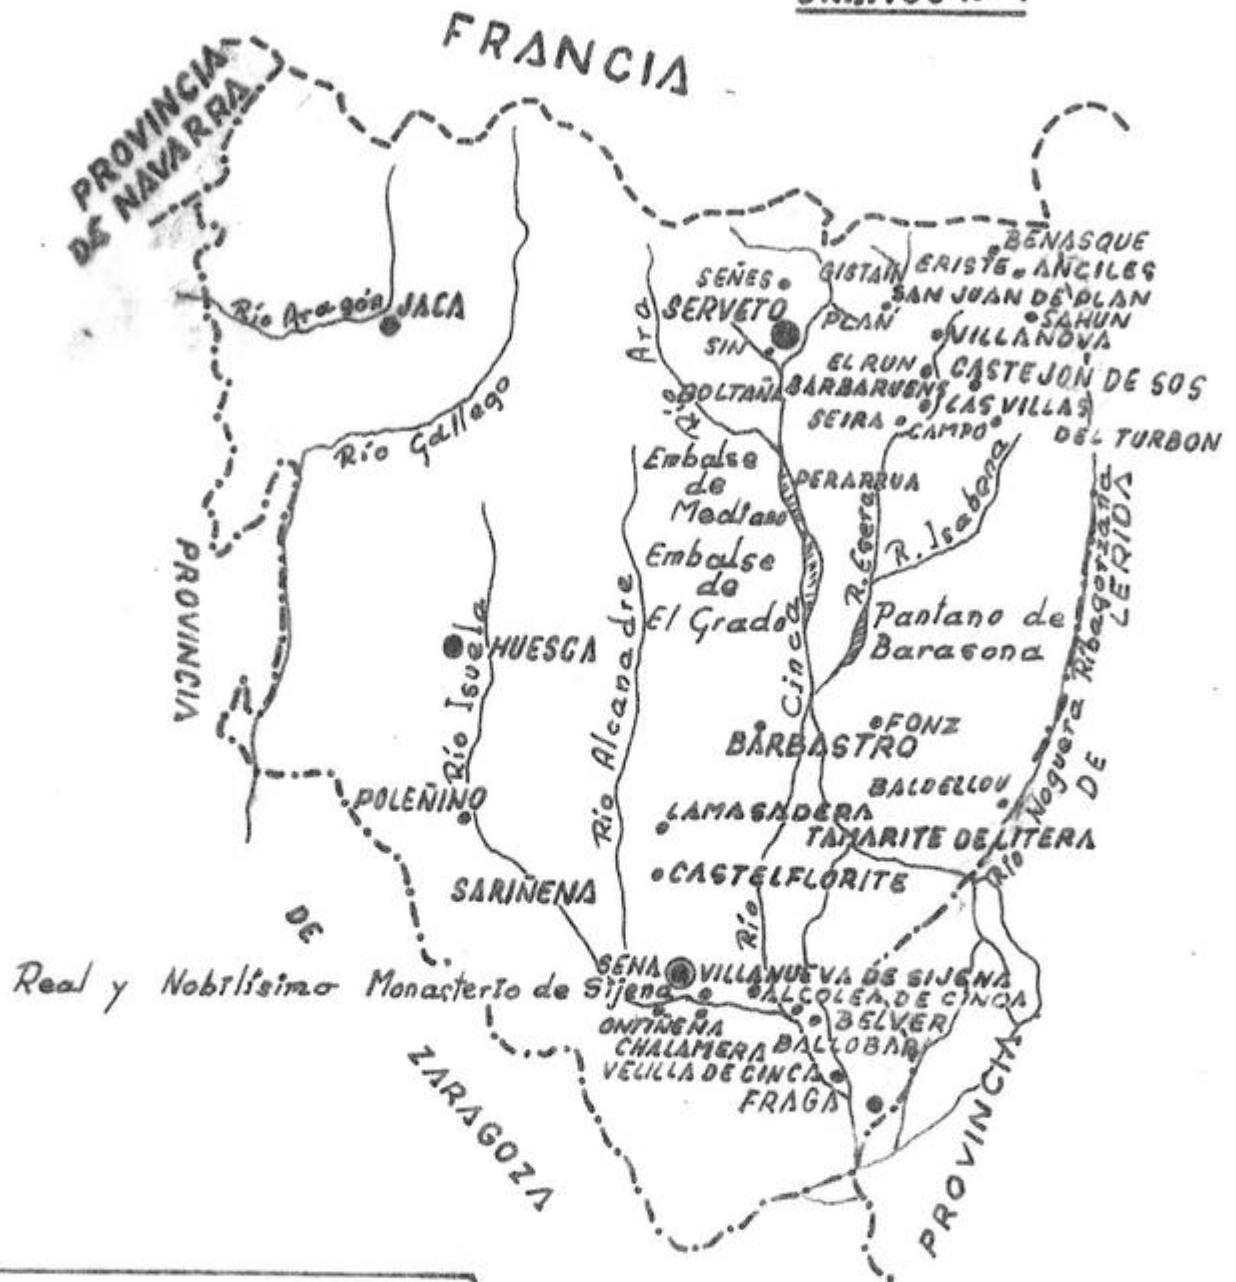 FRANCIA
PROVINCIA
DE NAVARRA
BENASQUE
SEÑES
GISTAIN
ERISTE
ANCILES
SAN JUAN DE PLAN
Río Aragón
JACA
SERVETO
PLAN
SAHUN
VILLANOVA
SIN
Río Ara
EL RUN
CASTEJON DE SOS
BOLTAÑA
BARBARUENS
LAS VILLAS
DEL TURBON
SEIRA
CAMPO
Río Gallego
Embalse
de
Mediano
PERARRUA
R. Esera
R. Isabena
Embalse
de
El Grado
Pantano de
Barasona
PROVINCIA
DE
ZARAGOZA
HUESCA
Río Isuela
Río Alcanadre
Río Cinca
Río Noguera Ribagorzana
PROVINCIA
DE
LERIDA
BARBASTRO
FONZ
BALDELLOU
POLEÑINO
LAMASADERA
TAMARITE DE LITERA
SARIÑENA
CASTELFLORITE
SENA
VILLANUEVA DE SIJENA
Real y Nobilísimo Monasterio de Sijena
ALCOLEA DE CINCA
ONTIÑENA
BELVER
CHALAMERA
BALLOBAR
VELILLA DE CINCA
FRAGA